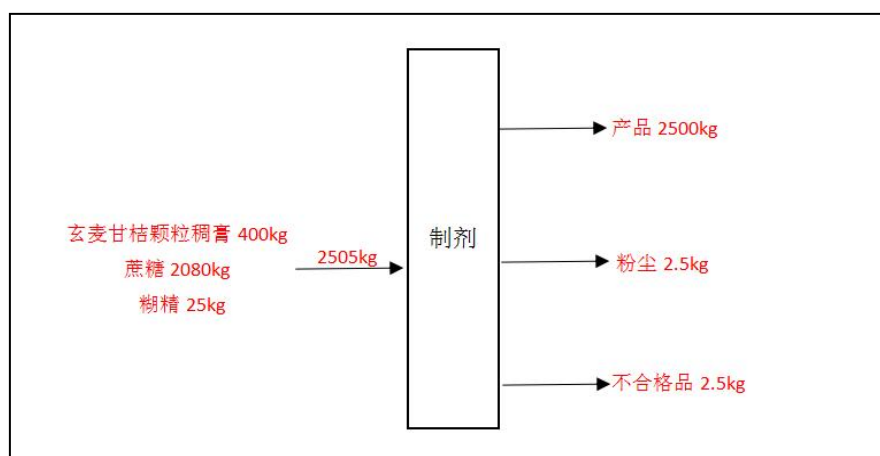 玄麦甘桔颗粒稠膏 400kg
蔗糖 2080kg
糊精 25kg
2505kg
制剂
产品 2500kg
粉尘 2.5kg
不合格品 2.5kg